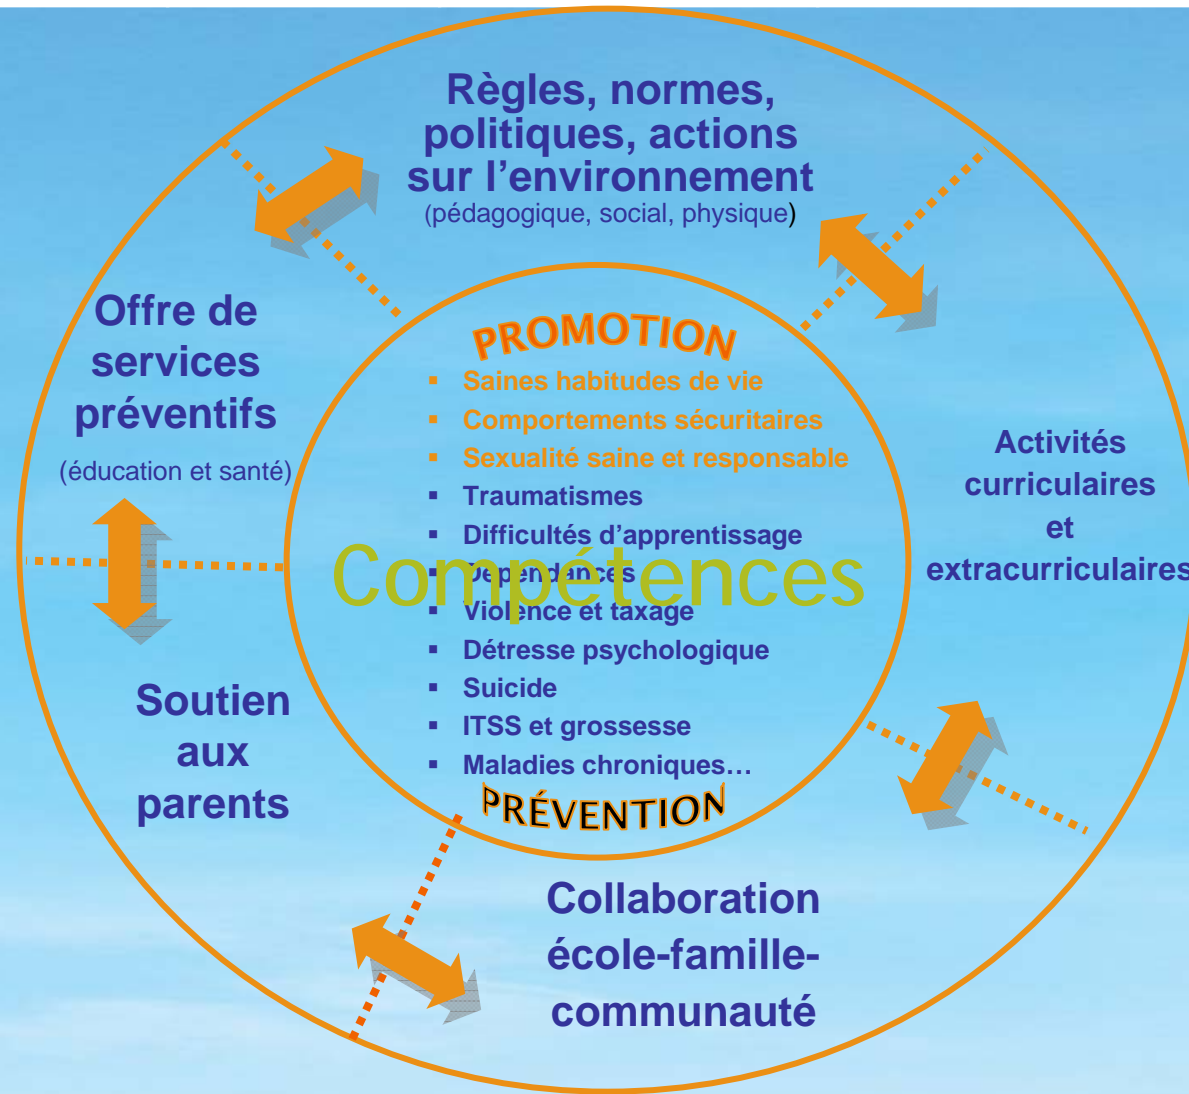 Règles, normes,
politiques, actions
sur l’environnement
(pédagogique, social, physique)
Offre de
services
préventifs
(éducation et santé)
PROMOTION
▪ Saines habitudes de vie
▪ Comportements sécuritaires
▪ Sexualité saine et responsable
▪ Traumatismes
▪ Difficultés d’apprentissage
▪ Dépendances
▪ Violence et taxage
▪ Détresse psychologique
▪ Suicide
▪ ITSS et grossesse
▪ Maladies chroniques…
PRÉVENTION
Compétences
Activités
curriculaires
et
extracurriculaires
Soutien
aux
parents
Collaboration
école-famille-
communauté